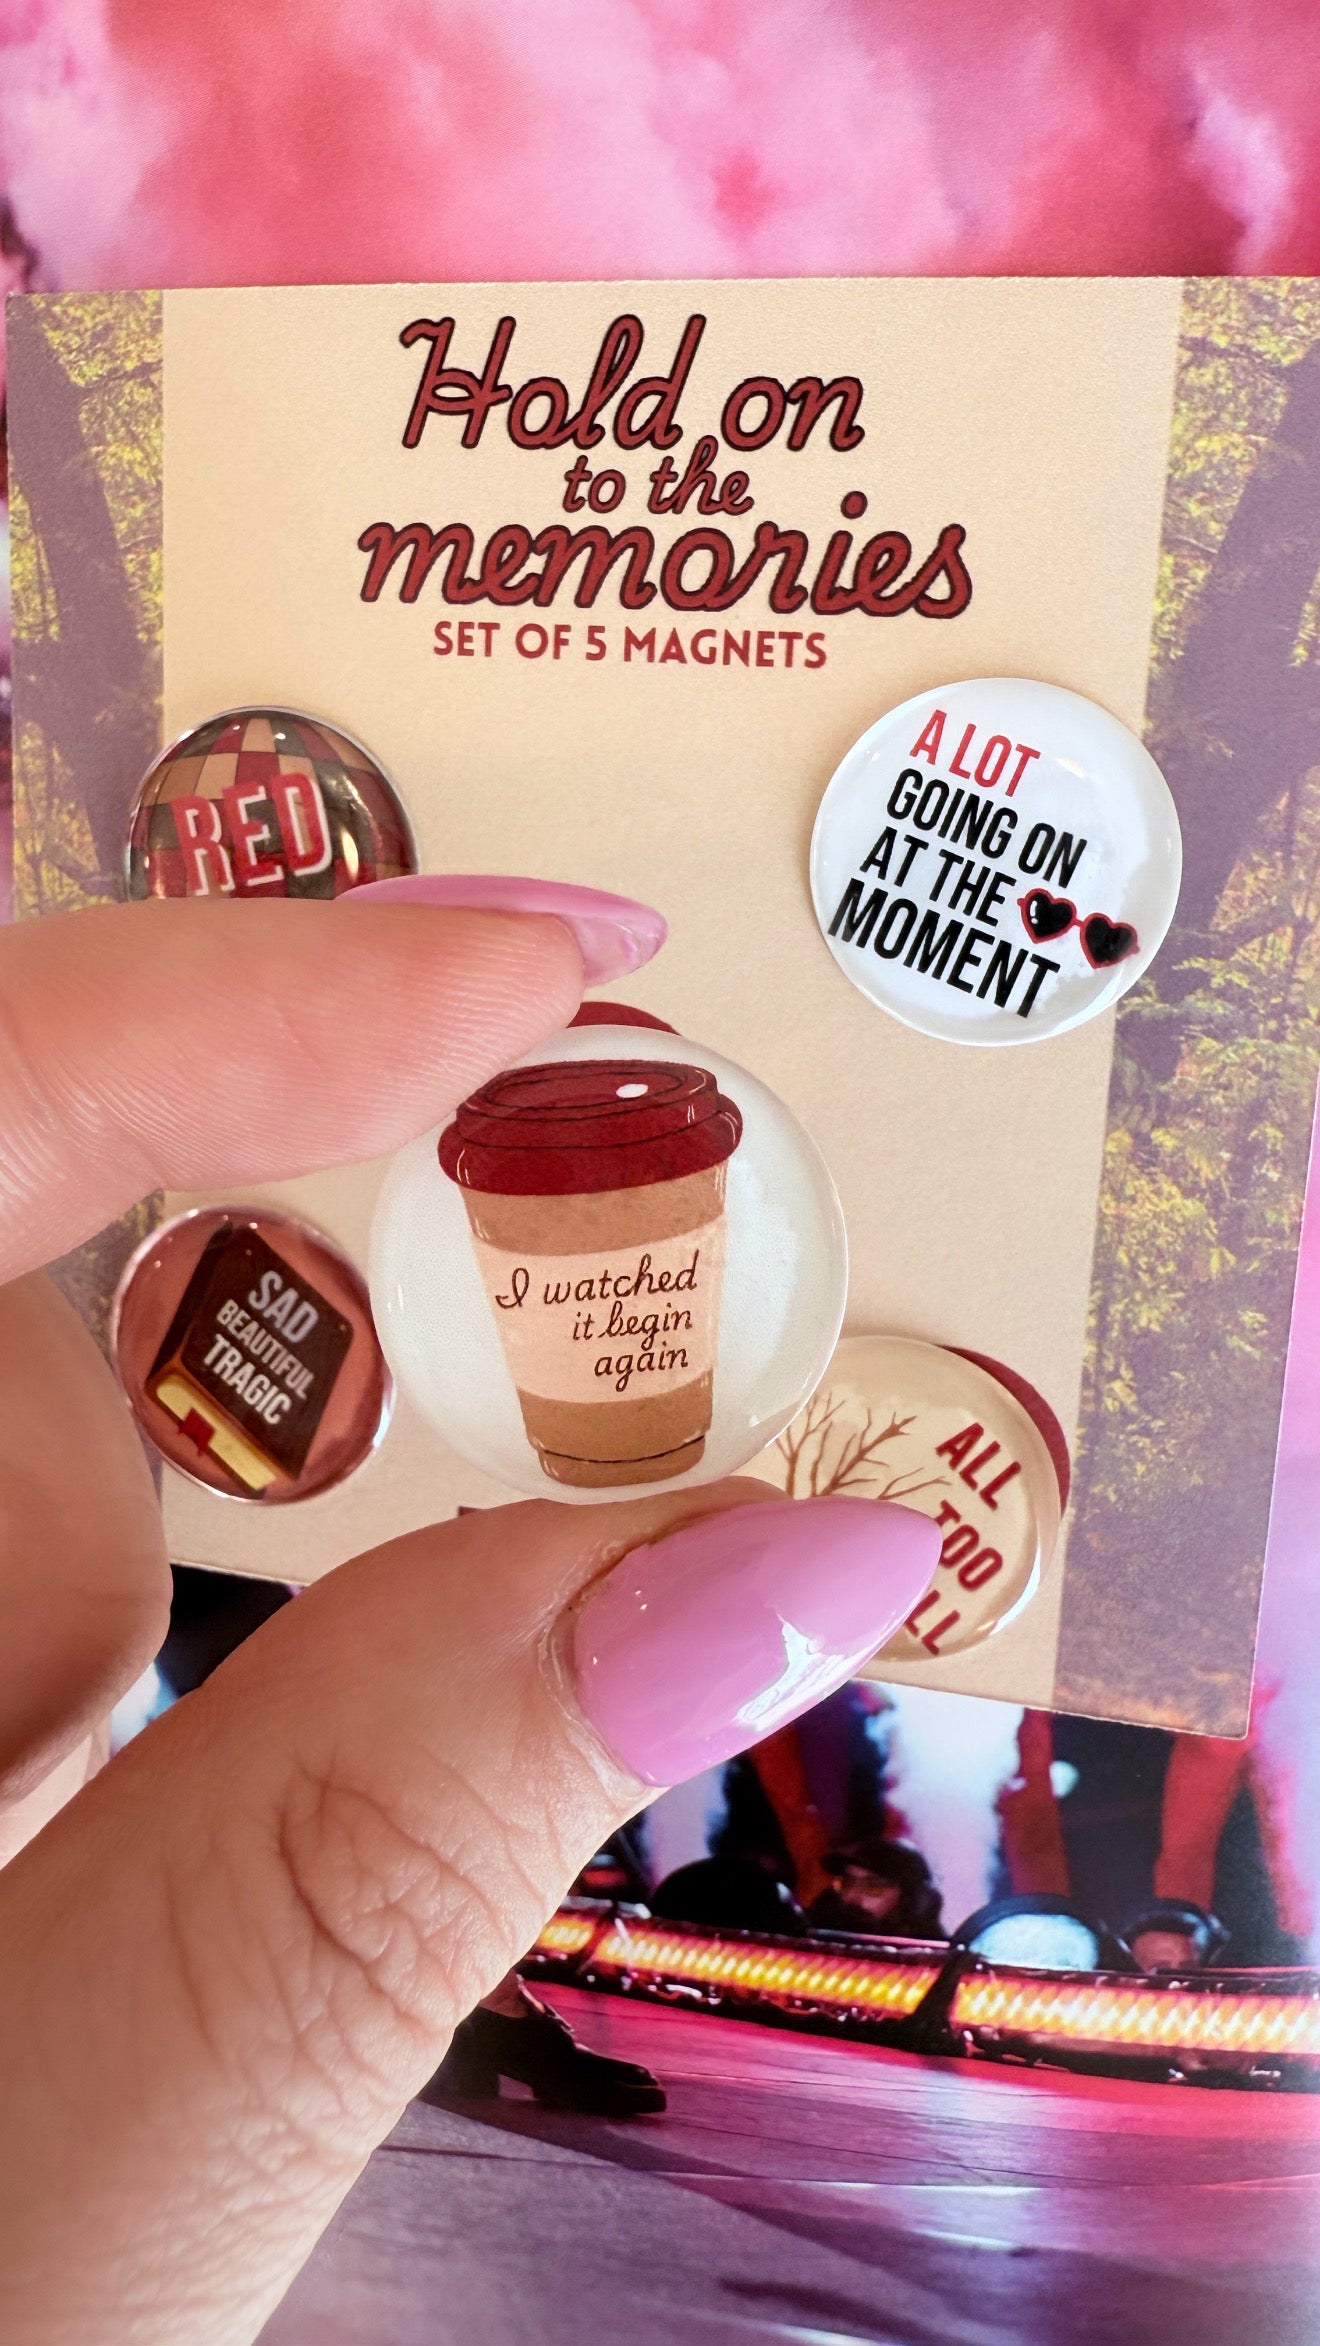 Hold on
to the
memories
SET OF 5 MAGNETS
RED
A LOT
GOING ON
AT THE
MOMENT
I watched
it begin
again
SAD
BEAUTIFUL
TRAGIC
ALL
TOO